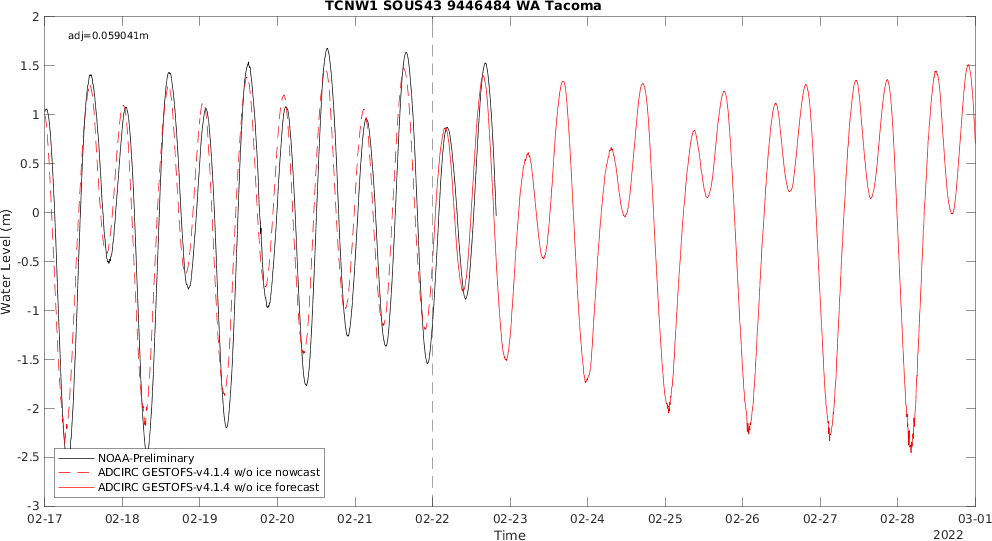 TCNW1 SOUS43 9446484 WA Tacoma
adj=0.059041m
Water Level (m)
2
1.5
1
0.5
0
-0.5
-1
-1.5
-2
-2.5
-3
NOAA-Preliminary
ADCIRC GESTOFS-v4.1.4 w/o ice nowcast
ADCIRC GESTOFS-v4.1.4 w/o ice forecast
02-17 02-18 02-19 02-20 02-21 02-22 02-23 02-24 02-25 02-26 02-27 02-28 03-01
Time
2022